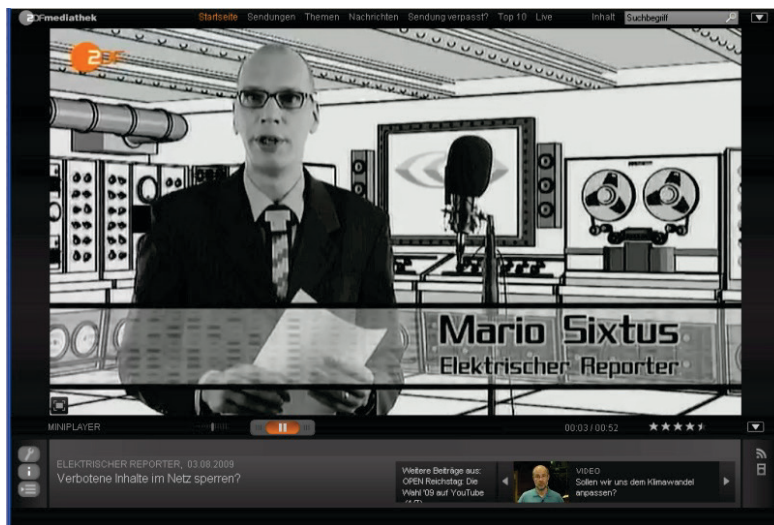 ZDFmediathek
Startseite Sendungen Themen Nachrichten Sendung verpasst? Top 10 Live Inhalt Suchbegriff
ZDF
Mario Sixtus
Elektrischer Reporter
MINIPLAYER 00:03 / 00:52
ELEKTRISCHER REPORTER, 03.08.2009
Verbotene Inhalte im Netz sperren?
Weitere Beiträge aus:
OPEN Reichstag: Die
Wahl '09 auf YouTube
VIDEO
Sollen wir uns dem Klimawandel
anpassen?